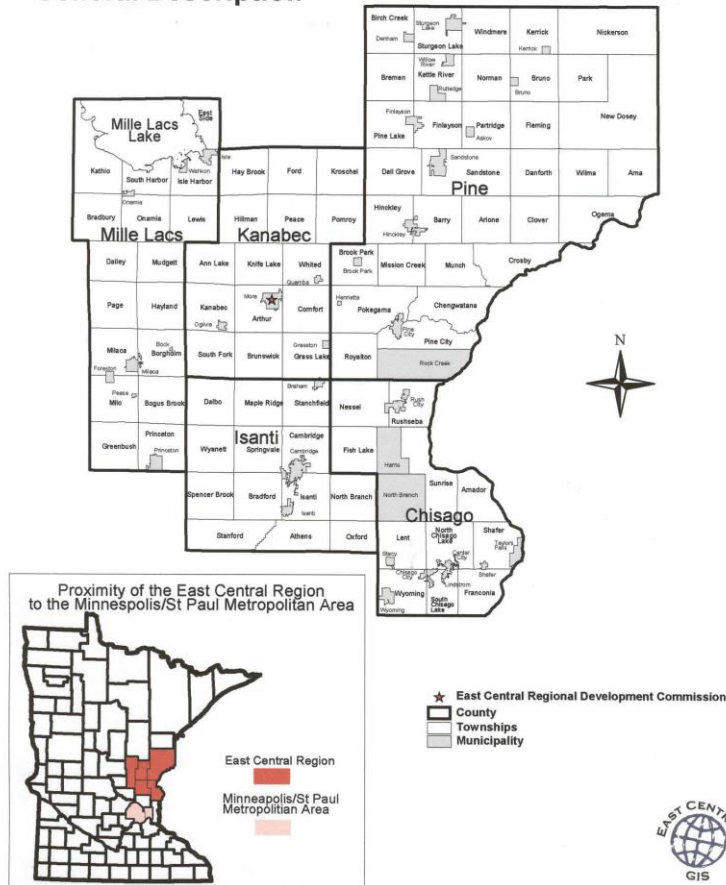 Birch Creek
Sturgeon Lake
Windmere
Kerrick
Nickerson
Denham
Sturgeon Lake
Kerrick
Willow River
Bremen
Kettle River
Norman
Bruno
Park
Rutledge
Bruno
New Dosey
Finlayson
Pine Lake
Finlayson
Partridge
Fleming
Askov
Sandstone
Dell Grove
Sandstone
Danforth
Wilma
Arna
Pine
Hinckley
Barry
Arlone
Clover
Ogema
Hinckley
Mille Lacs Lake
East Side
Isle
Wahkon
Kathio
South Harbor
Isle Harbor
Onamia
Bradbury
Onamia
Lewis
Mille Lacs
Hay Brook
Ford
Kroschel
Hillman
Peace
Pomroy
Kanabec
Dailey
Mudgett
Ann Lake
Knife Lake
Whited
Quamba
Brook Park
Brook Park
Mission Creek
Munch
Crosby
Page
Hayland
Kanabec
Mora
Arthur
Comfort
Ogilvie
Henriette
Pokegama
Chengwatana
Pine City
Pine City
Milaca
Bock
Borgholm
Foreston
Milaca
South Fork
Brunswick
Grasston
Grass Lake
Royalton
Rock Creek
Milo
Pease
Bogus Brook
Dalbo
Maple Ridge
Braham
Stanchfield
Nessel
Rush City
Rushseba
Greenbush
Princeton
Princeton
Isanti
Wyanett
Springvale
Cambridge
Cambridge
Fish Lake
Harris
Spencer Brook
Bradford
Isanti
Isanti
North Branch
North Branch
Sunrise
Amador
Chisago
Stanford
Athens
Oxford
Lent
North Chisago Lake
Shafer
Taylors Falls
Stacy
Center City
Chisago City
Lindstrom
Shafer
Wyoming
Wyoming
South Chisago Lake
Franconia
N
Proximity of the East Central Region
to the Minnespolis/St Paul Metropolitan Area
East Central Region
Minneapolis/St Paul
Metropolitan Area
East Central Regional Development Commission
County
Townships
Municipality
GIS